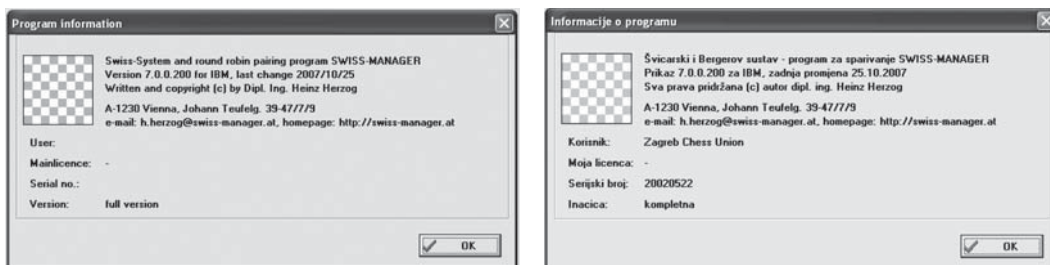 Program information
Swiss-System and round robin pairing program SWISS-MANAGER
Version 7.0.0.200 for IBM, last change 2007/10/25
Written and copyright (c) by Dipl. Ing. Heinz Herzog
A-1230 Vienna, Johann Teufelg. 39-47/7/9
e-mail: h.herzog@swiss-manager.at, homepage: http://swiss-manager.at
User:
Mainlicence: -
Serial no.:
Version: full version
OK
Informacije o programu
Švicarski i Bergerov sustav - program za sparivanje SWISS-MANAGER
Prikaz 7.0.0.200 za IBM, zadnja promjena 25.10.2007
Sva prava pridržana (c) autor dipl. ing. Heinz Herzog
A-1230 Vienna, Johann Teufelg. 39-47/7/9
e-mail: h.herzog@swiss-manager.at, homepage: http://swiss-manager.at
Korisnik: Zagreb Chess Union
Moja licenca: -
Serijski broj: 20020522
Inacica: kompletna
OK